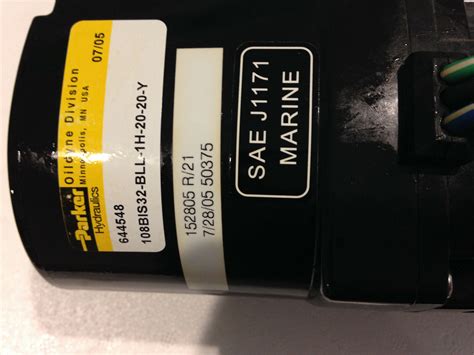 Parker
Hydraulics
Oildyne Division
Minneapolis, MN USA
07/05
644548
108BIS32-BLL-1H-20-20-Y
152805 R/21
7/28/05 50375
SAE J1171
MARINE